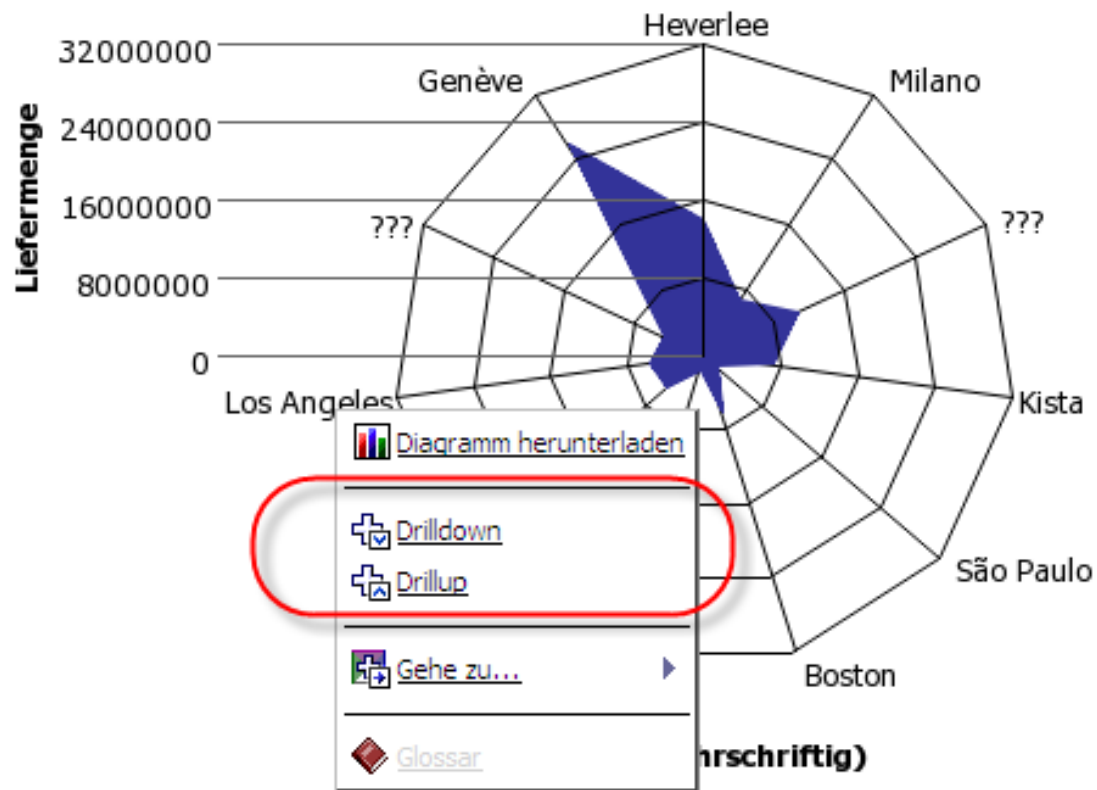 Heverlee
32000000
Genève
Milano
24000000
Liefermenge
16000000
???
???
8000000
0
Los Angeles
Kista
Diagramm herunterladen
Drilldown
Drillup
São Paulo
Gehe zu...
Boston
Glossar
hrschriftig)